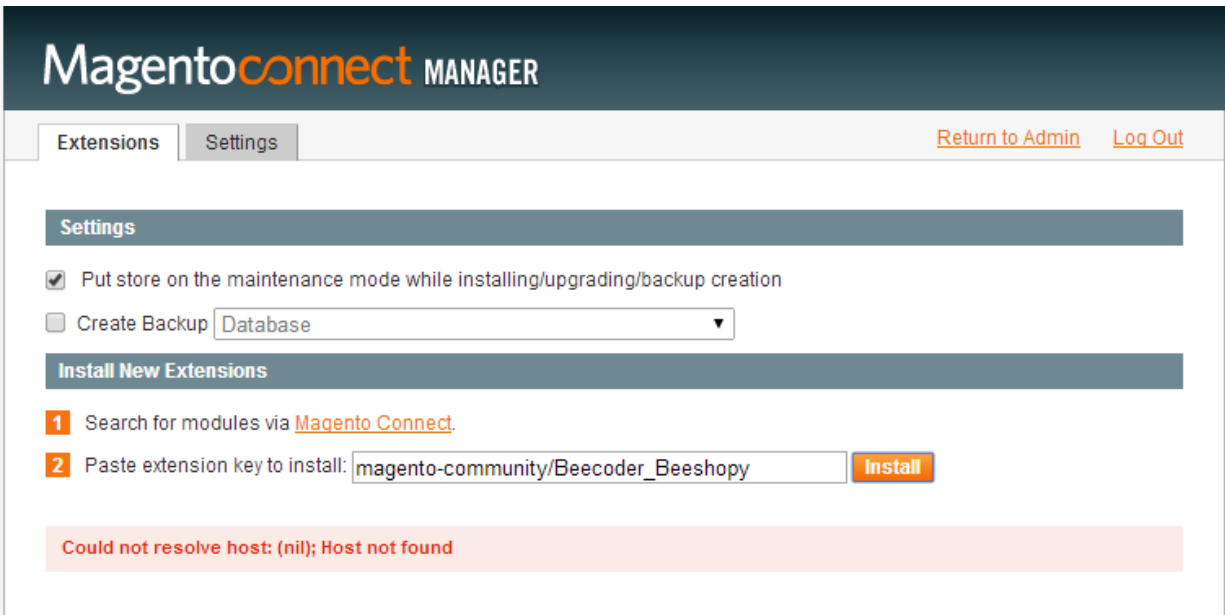 Magentoconnect MANAGER
Extensions Settings Return to Admin Log Out
Settings
Put store on the maintenance mode while installing/upgrading/backup creation
Create Backup Database
Install New Extensions
1 Search for modules via Magento Connect.
2 Paste extension key to install: magento-community/Beecoder_Beeshopy Install
Could not resolve host: (nil); Host not found